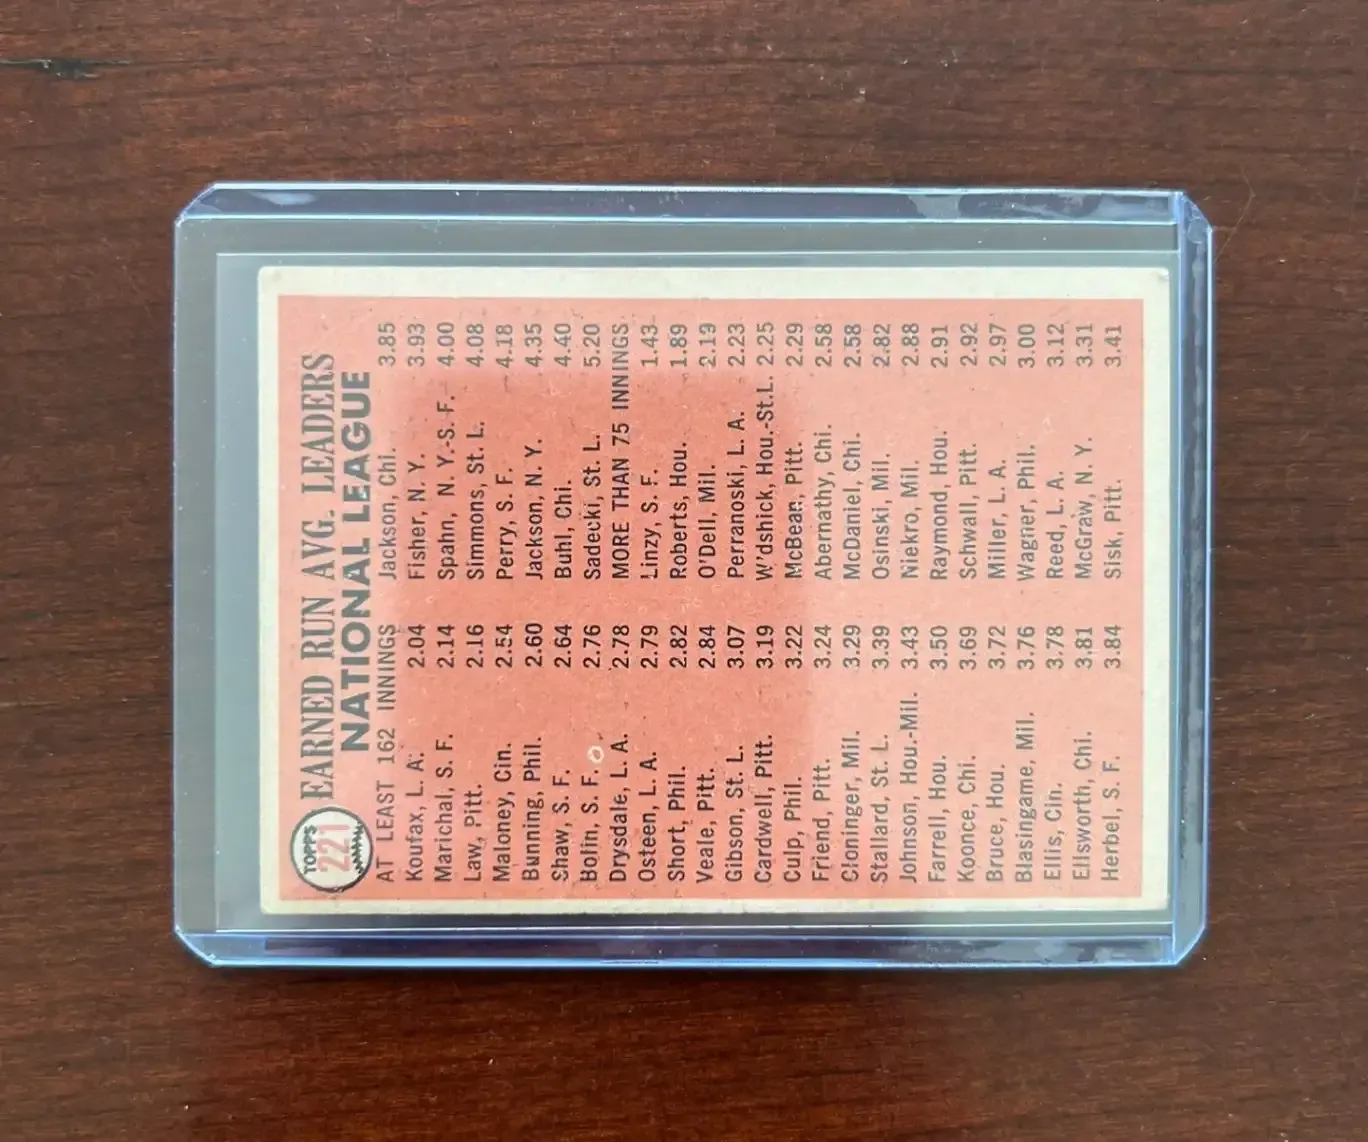 TOPPS
221
EARNED RUN AVG. LEADERS
NATIONAL LEAGUE
AT LEAST 162 INNINGS
Koufax, L. A. 2.04
Marichal, S. F. 2.14
Law, Pitt. 2.16
Maloney, Cin. 2.54
Bunning, Phil. 2.60
Shaw, S. F. 2.64
Bolin, S. F. 2.76
Drysdale, L. A. 2.78
Osteen, L. A. 2.79
Short, Phil. 2.82
Veale, Pitt. 2.84
Gibson, St. L. 3.07
Cardwell, Pitt. 3.19
Culp, Phil. 3.22
Friend, Pitt. 3.24
Cloninger, Mil. 3.29
Stallard, St. L. 3.39
Johnson, Hou.-Mil. 3.43
Farrell, Hou. 3.50
Koonce, Chi. 3.69
Bruce, Hou. 3.72
Blasingame, Mil. 3.76
Ellis, Cin. 3.78
Ellsworth, Chi. 3.81
Herbel, S. F. 3.84
Jackson, Chi. 3.85
Fisher, N. Y. 3.93
Spahn, N. Y.-S. F. 4.00
Simmons, St. L. 4.08
Perry, S. F. 4.18
Jackson, N. Y. 4.35
Buhl, Chi. 4.40
Sadecki, St. L. 5.20
MORE THAN 75 INNINGS
Linzy, S. F. 1.43
Roberts, Hou. 1.89
O'Dell, Mil. 2.19
Perranoski, L. A. 2.23
W'dshick, Hou.-St.L. 2.25
McBean, Pitt. 2.29
Abernathy, Chi. 2.58
McDaniel, Chi. 2.58
Osinski, Mil. 2.82
Niekro, Mil. 2.88
Raymond, Hou. 2.91
Schwall, Pitt. 2.92
Miller, L. A. 2.97
Wagner, Phil. 3.00
Reed, L. A. 3.12
McGraw, N. Y. 3.31
Sisk, Pitt. 3.41